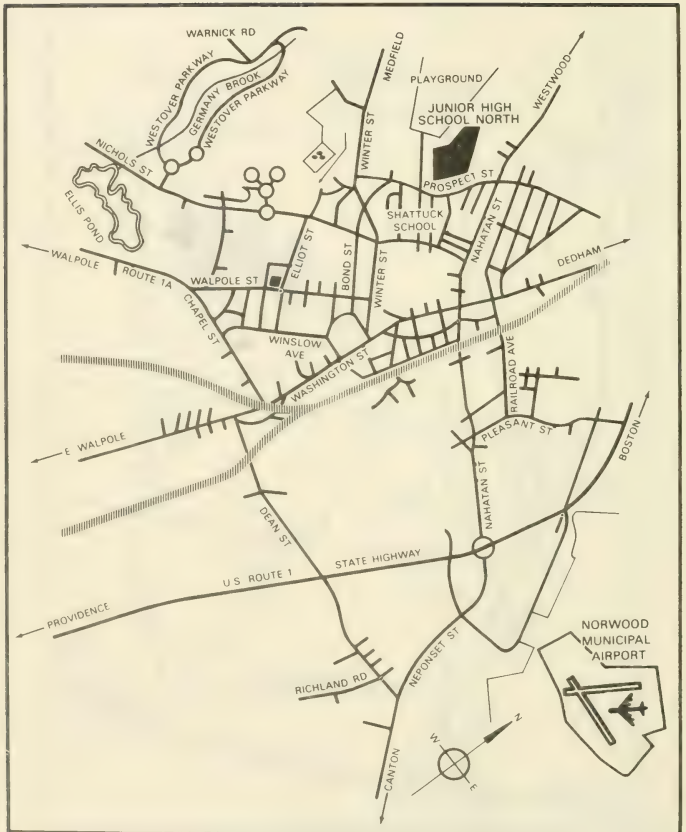 WARNICK RD
WESTOVER PARKWAY
GERMANY BROOK
WESTOVER PARKWAY
MEDFIELD
WINTER ST
PLAYGROUND
JUNIOR HIGH
SCHOOL NORTH
WESTWOOD
NICHOLS ST
ELLIS POND
PROSPECT ST
SHATTUCK
SCHOOL
NAHATAN ST
ELLIOT ST
BOND ST
WINTER ST
DEDHAM
WALPOLE
ROUTE 1A
WALPOLE ST
CHAPEL ST
WINSLOW
AVE
WASHINGTON ST
RAILROAD AVE
PLEASANT ST
BOSTON
E WALPOLE
DEAN ST
NAHATAN ST
U.S. ROUTE 1
STATE HIGHWAY
PROVIDENCE
NEPONSET ST
RICHLAND RD
CANTON
NORWOOD
MUNICIPAL
AIRPORT
W
N
E